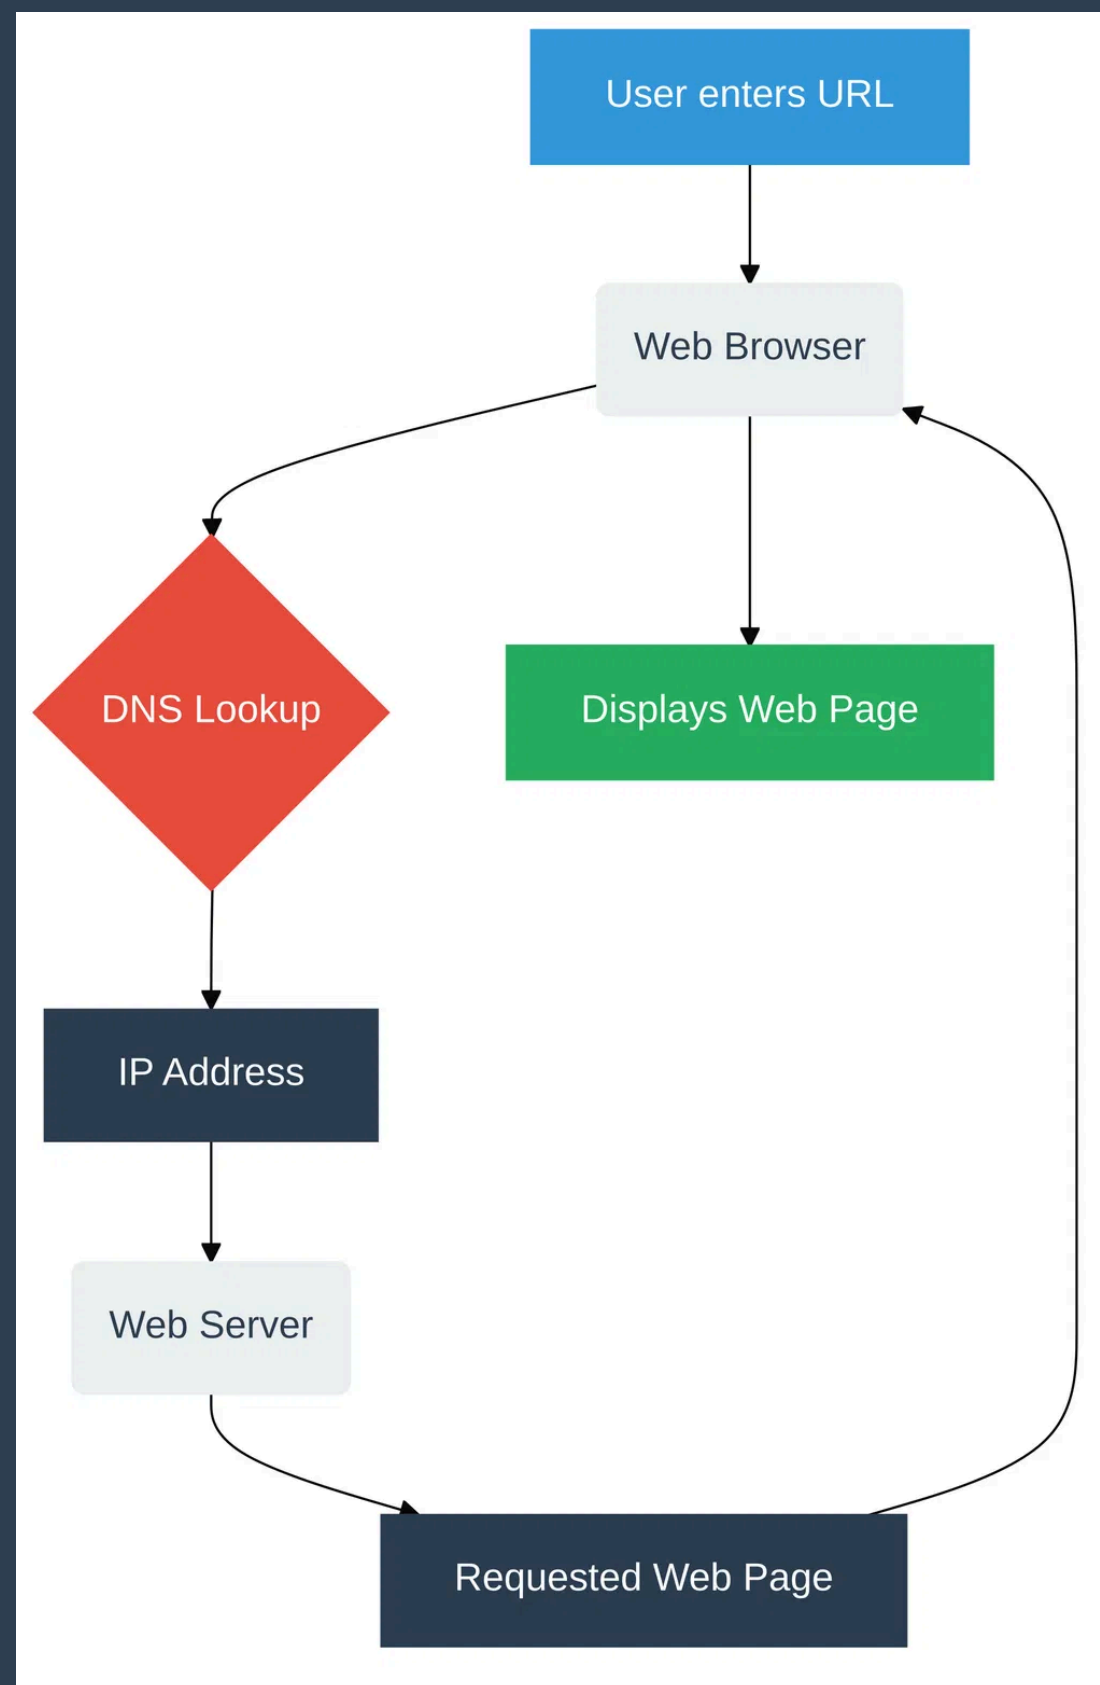 User enters URL
Web Browser
DNS Lookup
Displays Web Page
IP Address
Web Server
Requested Web Page